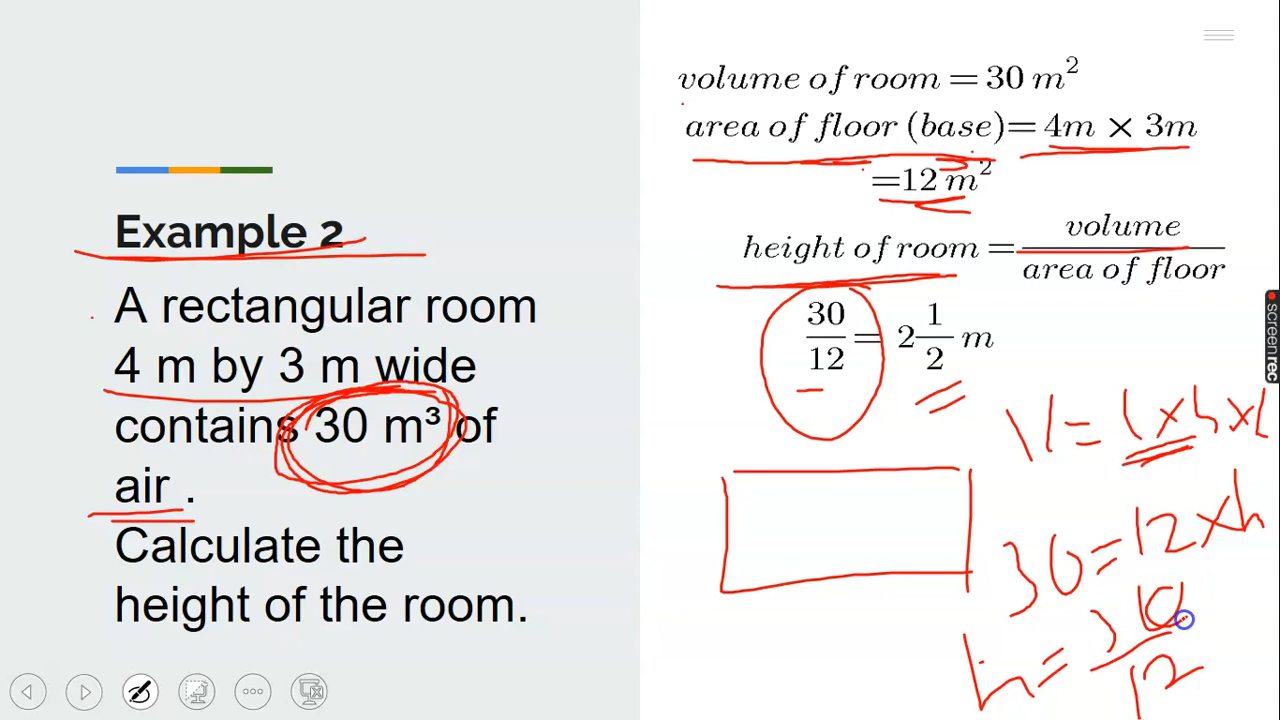 Example 2
A rectangular room
4 m by 3 m wide
contains 30 m³ of
air .
Calculate the
height of the room.
volume of room = 30 m²
area of floor (base) = 4m × 3m
= 12 m²
height of room = volume / area of floor
30/12 = 2 1/2 m
V = l × b × h
30 = 12 × h
h = 30/12
screenrec